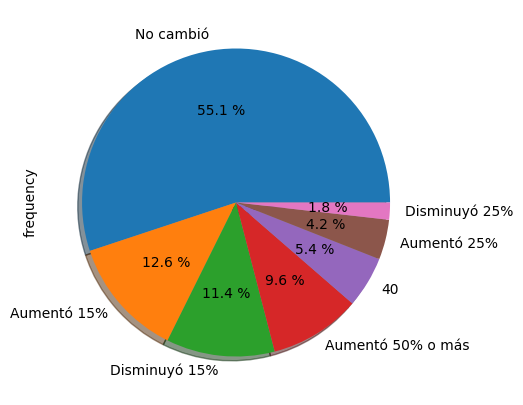 No cambió
55.1 %
frequency
1.8 %
Disminuyó 25%
4.2 %
Aumentó 25%
5.4 %
12.6 %
9.6 %
40
11.4 %
Aumentó 15%
Aumentó 50% o más
Disminuyó 15%